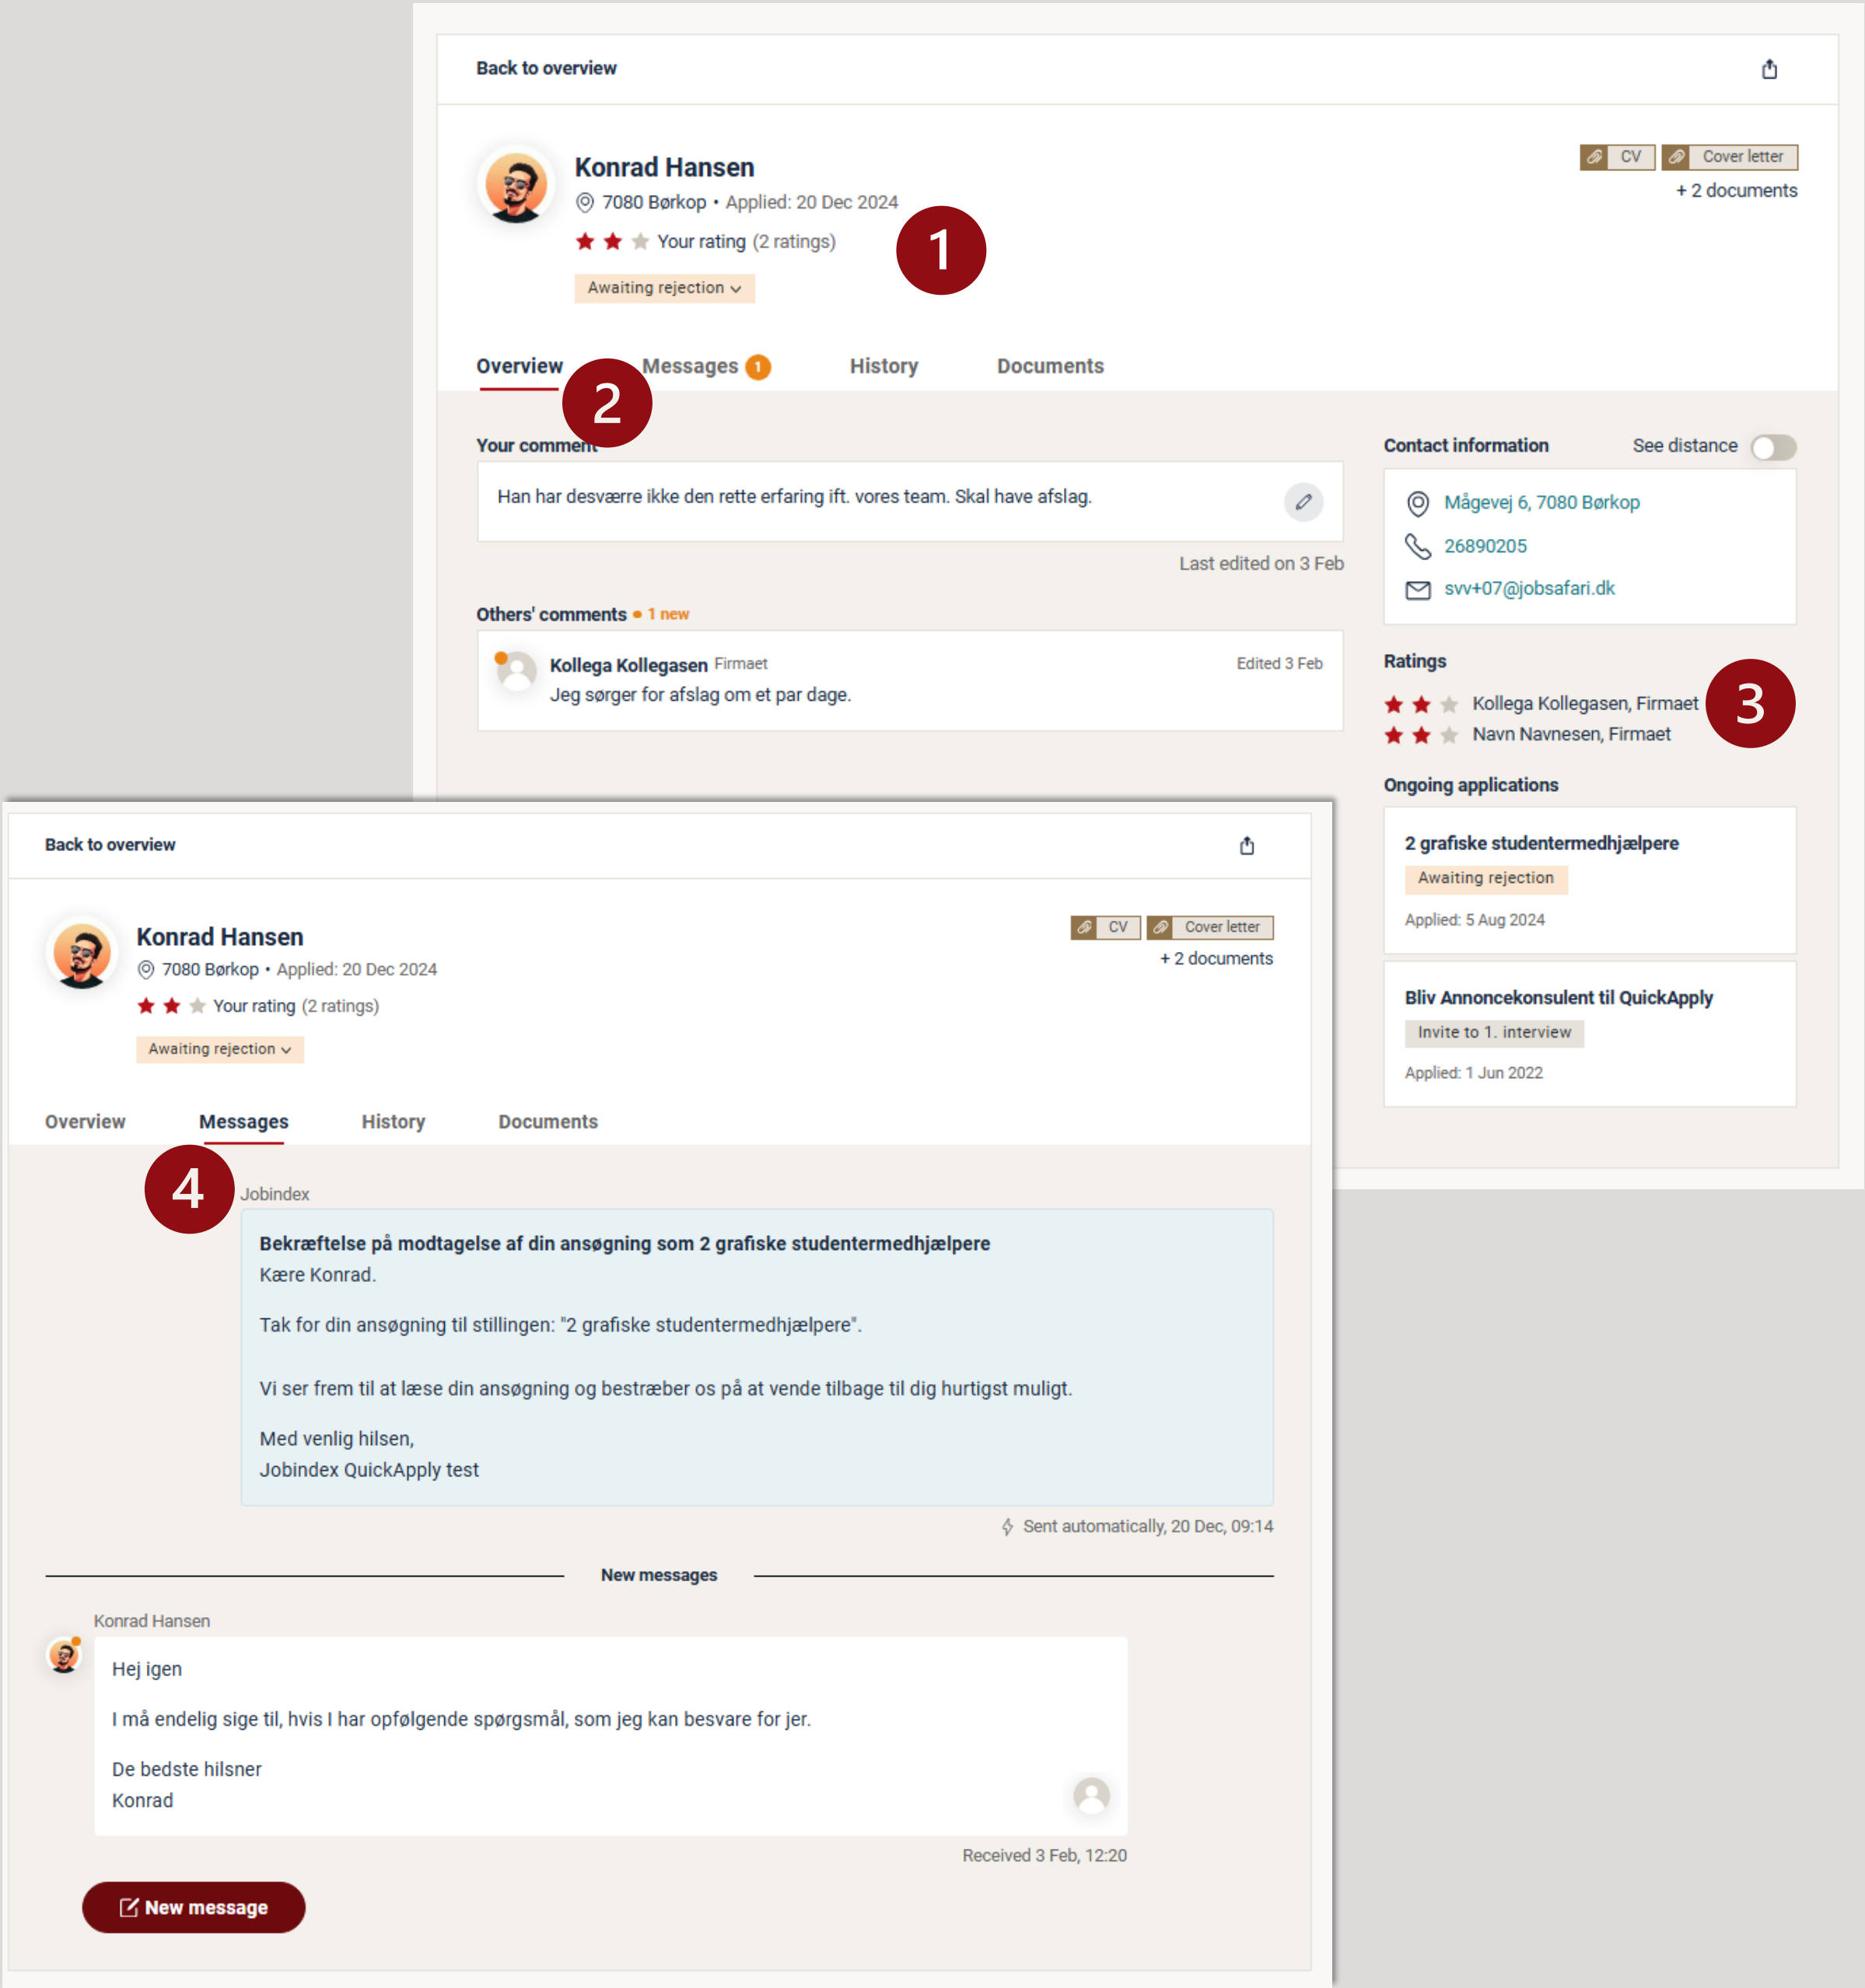 Back to overview
Konrad Hansen
7080 Børkop • Applied: 20 Dec 2024
Your rating (2 ratings)
1
Awaiting rejection
CV
Cover letter
+ 2 documents
Overview
Messages 1
History
Documents
2
Your comment
Han har desværre ikke den rette erfaring ift. vores team. Skal have afslag.
Last edited on 3 Feb
Others' comments • 1 new
Kollega Kollegasen Firmaet
Edited 3 Feb
Jeg sørger for afslag om et par dage.
Contact information
See distance
Mågevej 6, 7080 Børkop
26890205
svv+07@jobsafari.dk
Ratings
Kollega Kollegasen, Firmaet
Navn Navnesen, Firmaet
3
Ongoing applications
2 grafiske studentermedhjælpere
Awaiting rejection
Applied: 5 Aug 2024
Bliv Annoncekonsulent til QuickApply
Invite to 1. interview
Applied: 1 Jun 2022
Back to overview
Konrad Hansen
7080 Børkop • Applied: 20 Dec 2024
Your rating (2 ratings)
Awaiting rejection
CV
Cover letter
+ 2 documents
Overview
Messages
History
Documents
4
Jobindex
Bekræftelse på modtagelse af din ansøgning som 2 grafiske studentermedhjælpere
Kære Konrad.
Tak for din ansøgning til stillingen: "2 grafiske studentermedhjælpere".
Vi ser frem til at læse din ansøgning og bestræber os på at vende tilbage til dig hurtigst muligt.
Med venlig hilsen,
Jobindex QuickApply test
Sent automatically, 20 Dec, 09:14
New messages
Konrad Hansen
Hej igen
I må endelig sige til, hvis I har opfølgende spørgsmål, som jeg kan besvare for jer.
De bedste hilsner
Konrad
Received 3 Feb, 12:20
New message